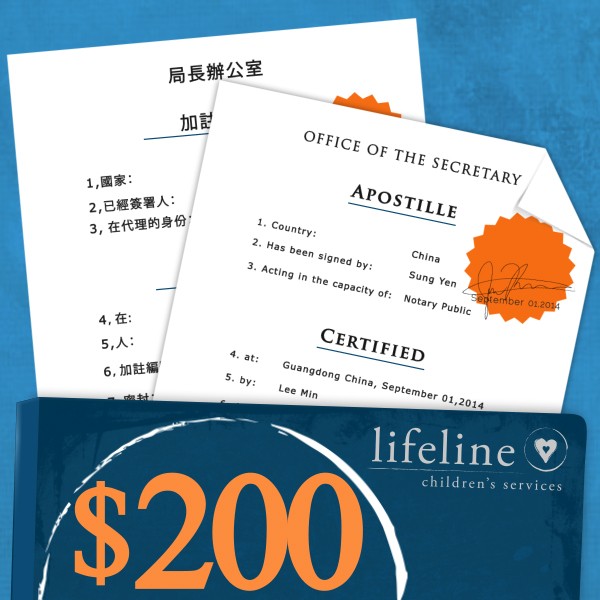 局長辦公室
加註
1,國家:
2,已經簽署人:
3, 在代理的身份:
4, 在:
5,人:
6,加註編
OFFICE OF THE SECRETARY
APOSTILLE
1. Country: China
2. Has been signed by: Sung Yen
3. Acting in the capacity of: Notary Public
September 01.2014
CERTIFIED
4. at: Guangdong China, September 01,2014
5. by: Lee Min
lifeline
children's services
$200